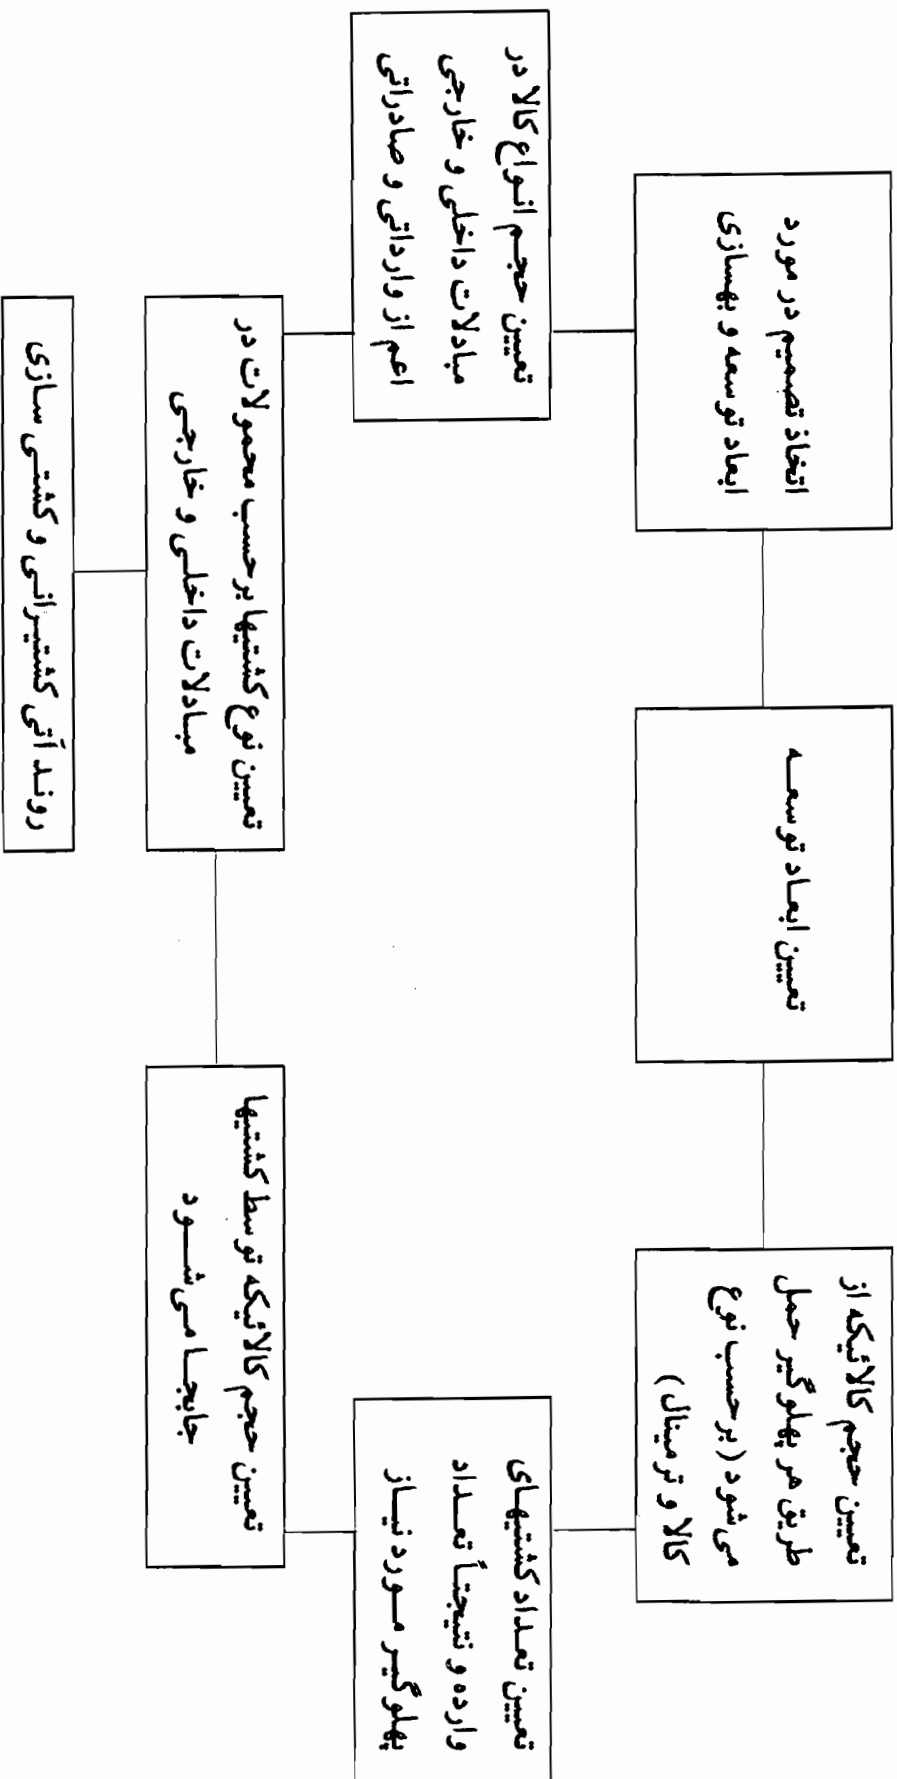 اتخاذ تصمیم در مورد
ابعاد توسعه و بهسازی
تعیین ابعاد توسعه
تعیین حجم کالائیکه از
طریق هر پهلوگیر حمل
می‌شود (برحسب نوع
کالا و ترمینال)
تعیین حجم انواع کالا در
مبادلات داخلی و خارجی
اعم از وارداتی و صادراتی
تعیین تعداد کشتیهای
وارده و نتیجتاً تعداد
پهلوگیر مورد نیاز
تعیین نوع کشتیها برحسب محمولات در
مبادلات داخلی و خارجی
تعیین حجم کالائیکه توسط کشتیها
جابجا می‌شود
روند آتی کشتیرانی و کشتی سازی